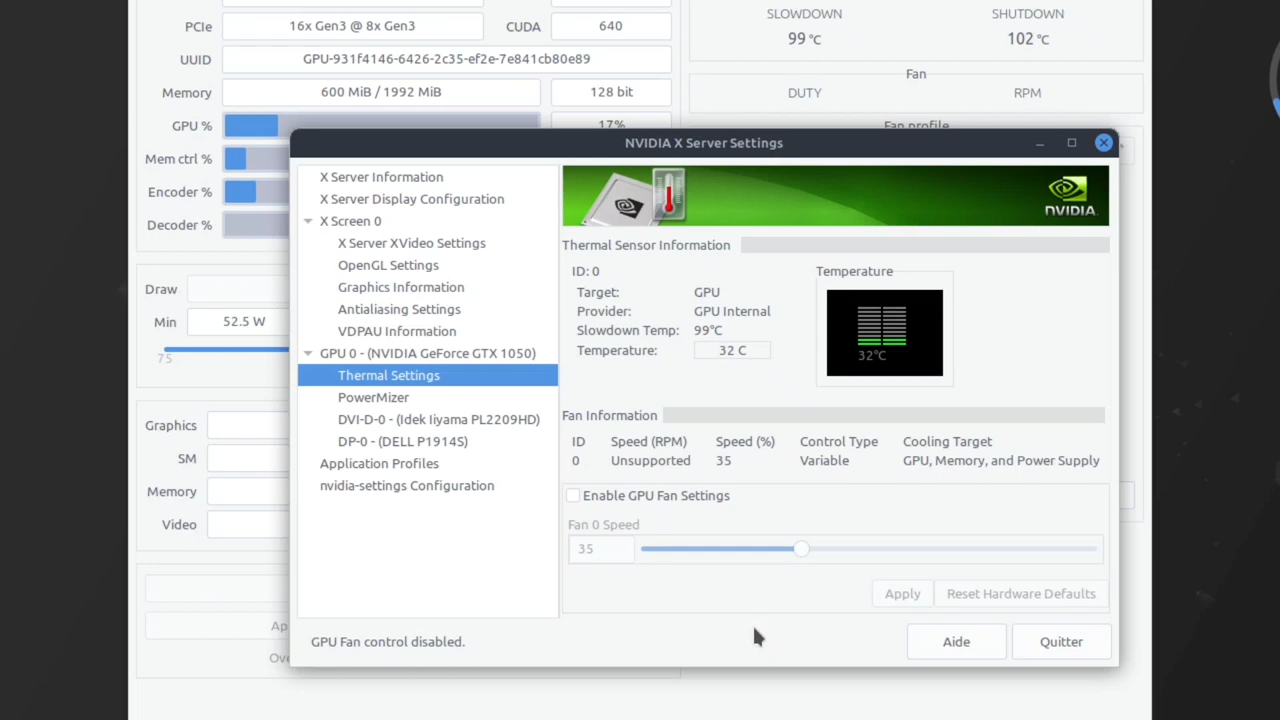 PCIe 16x Gen3 @ 8x Gen3 CUDA 640
UUID GPU-931f4146-6426-2c35-ef2e-7e841cb80e89
Memory 600 MiB / 1992 MiB 128 bit
GPU % 17%
Mem ctrl %
Encoder %
Decoder %
SLOWDOWN SHUTDOWN
99 °C 102 °C
Fan
DUTY RPM
Fan profile
Draw
Min 52.5 W
75
Graphics
SM
Memory
Video
NVIDIA X Server Settings
X Server Information
X Server Display Configuration
X Screen 0
X Server XVideo Settings
OpenGL Settings
Graphics Information
Antialiasing Settings
VDPAU Information
GPU 0 - (NVIDIA GeForce GTX 1050)
Thermal Settings
PowerMizer
DVI-D-0 - (Idek Iiyama PL2209HD)
DP-0 - (DELL P1914S)
Application Profiles
nvidia-settings Configuration
NVIDIA.
Thermal Sensor Information
ID: 0
Target: GPU
Provider: GPU Internal
Slowdown Temp: 99°C
Temperature: 32 C
Temperature
32°C
Fan Information
ID Speed (RPM) Speed (%) Control Type Cooling Target
0 Unsupported 35 Variable GPU, Memory, and Power Supply
Enable GPU Fan Settings
Fan 0 Speed
35
Apply Reset Hardware Defaults
GPU Fan control disabled.
Aide Quitter